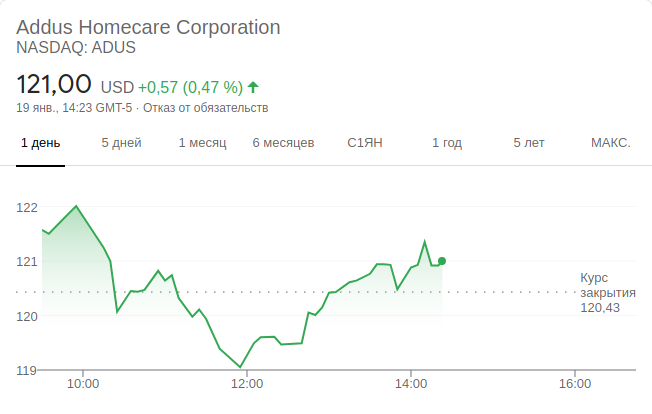 Addus Homecare Corporation
NASDAQ: ADUS
121,00 USD +0,57 (0,47 %)
19 янв., 14:23 GMT-5 · Отказ от обязательств
1 день 5 дней 1 месяц 6 месяцев С1ЯН 1 год 5 лет МАКС.
122
121
Курс
закрытия
120,43
120
119
10:00 12:00 14:00 16:00